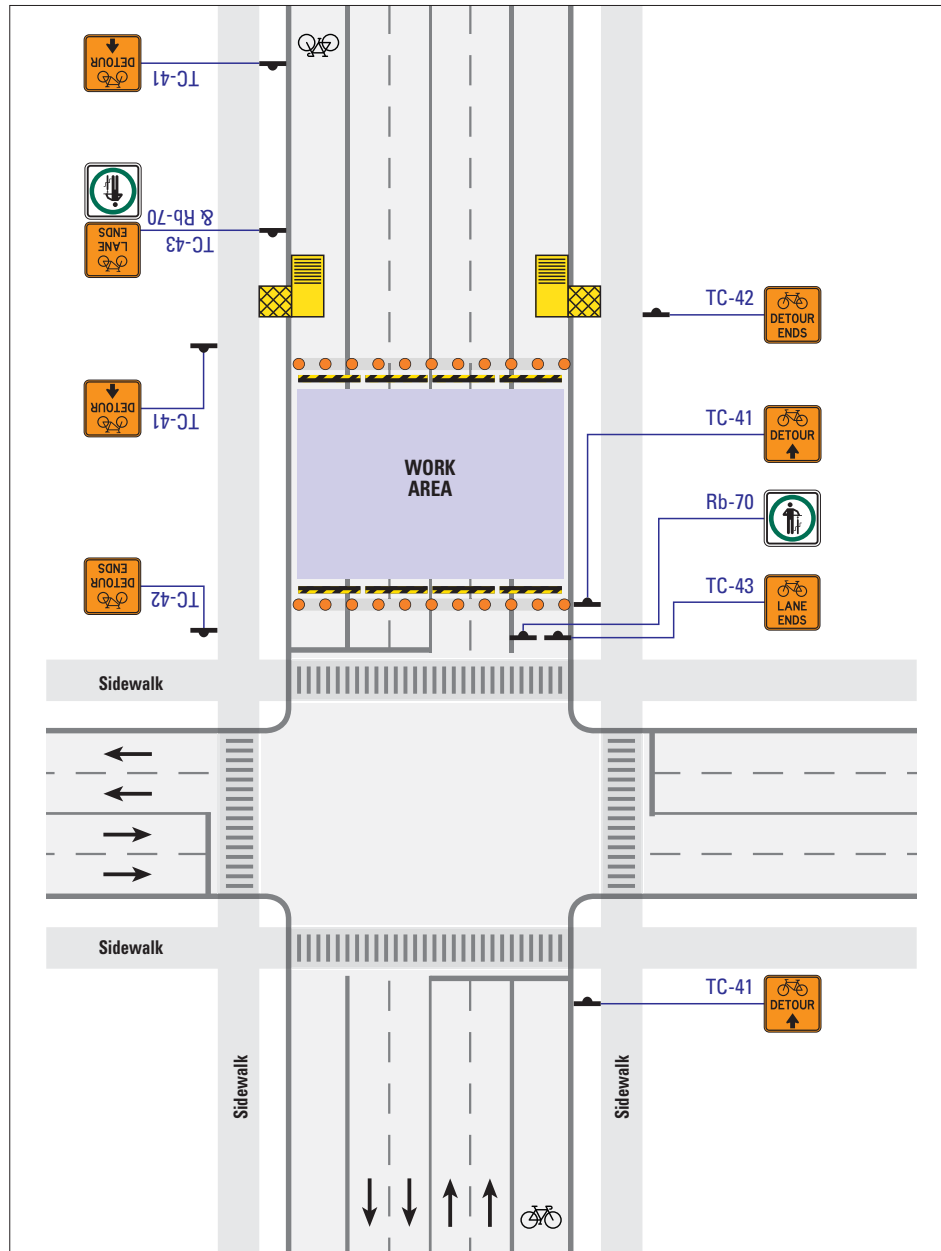 DETOUR
TC-41
LANE
ENDS
TC-43
& Rb-70
TC-42
DETOUR
ENDS
DETOUR
TC-41
TC-41
DETOUR
WORK
AREA
Rb-70
DETOUR
ENDS
TC-42
TC-43
LANE
ENDS
Sidewalk
Sidewalk
TC-41
DETOUR
Sidewalk
Sidewalk